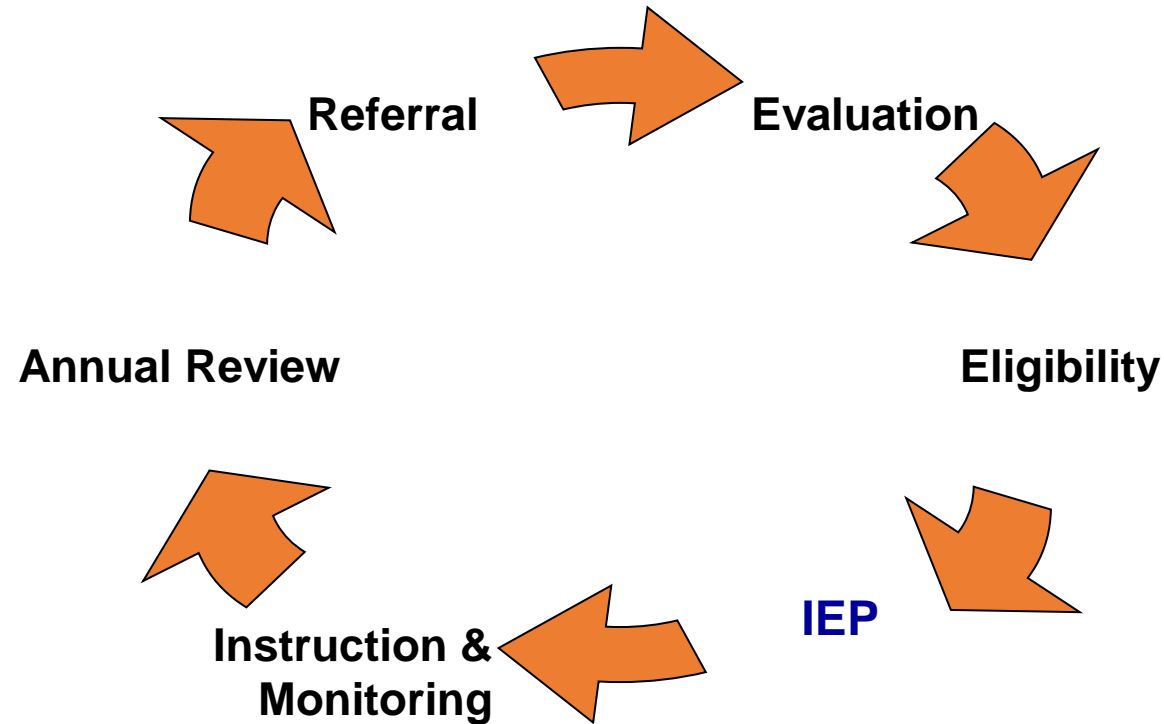 Referral
Evaluation
Annual Review
Eligibility
IEP
Instruction &
Monitoring